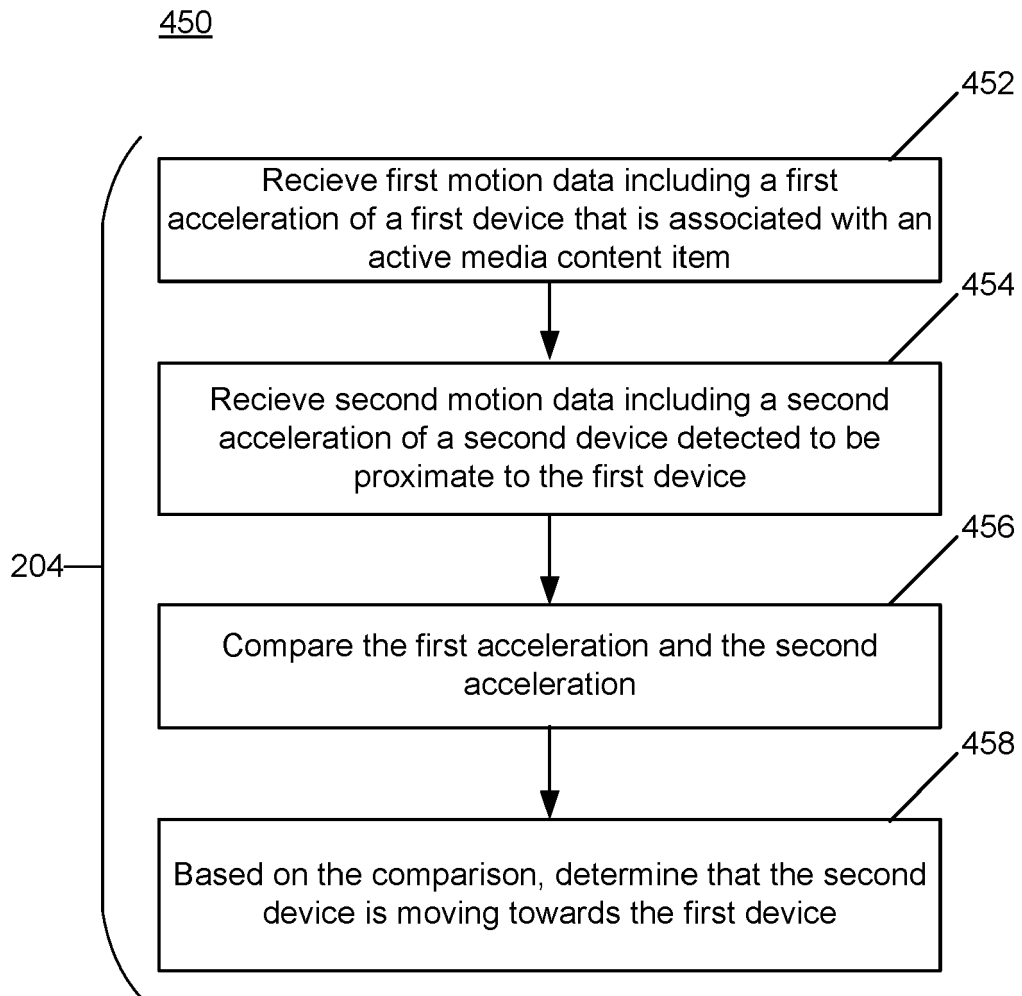 450
452
Recieve first motion data including a first
acceleration of a first device that is associated with an
active media content item
454
Recieve second motion data including a second
acceleration of a second device detected to be
proximate to the first device
456
204
Compare the first acceleration and the second
acceleration
458
Based on the comparison, determine that the second
device is moving towards the first device